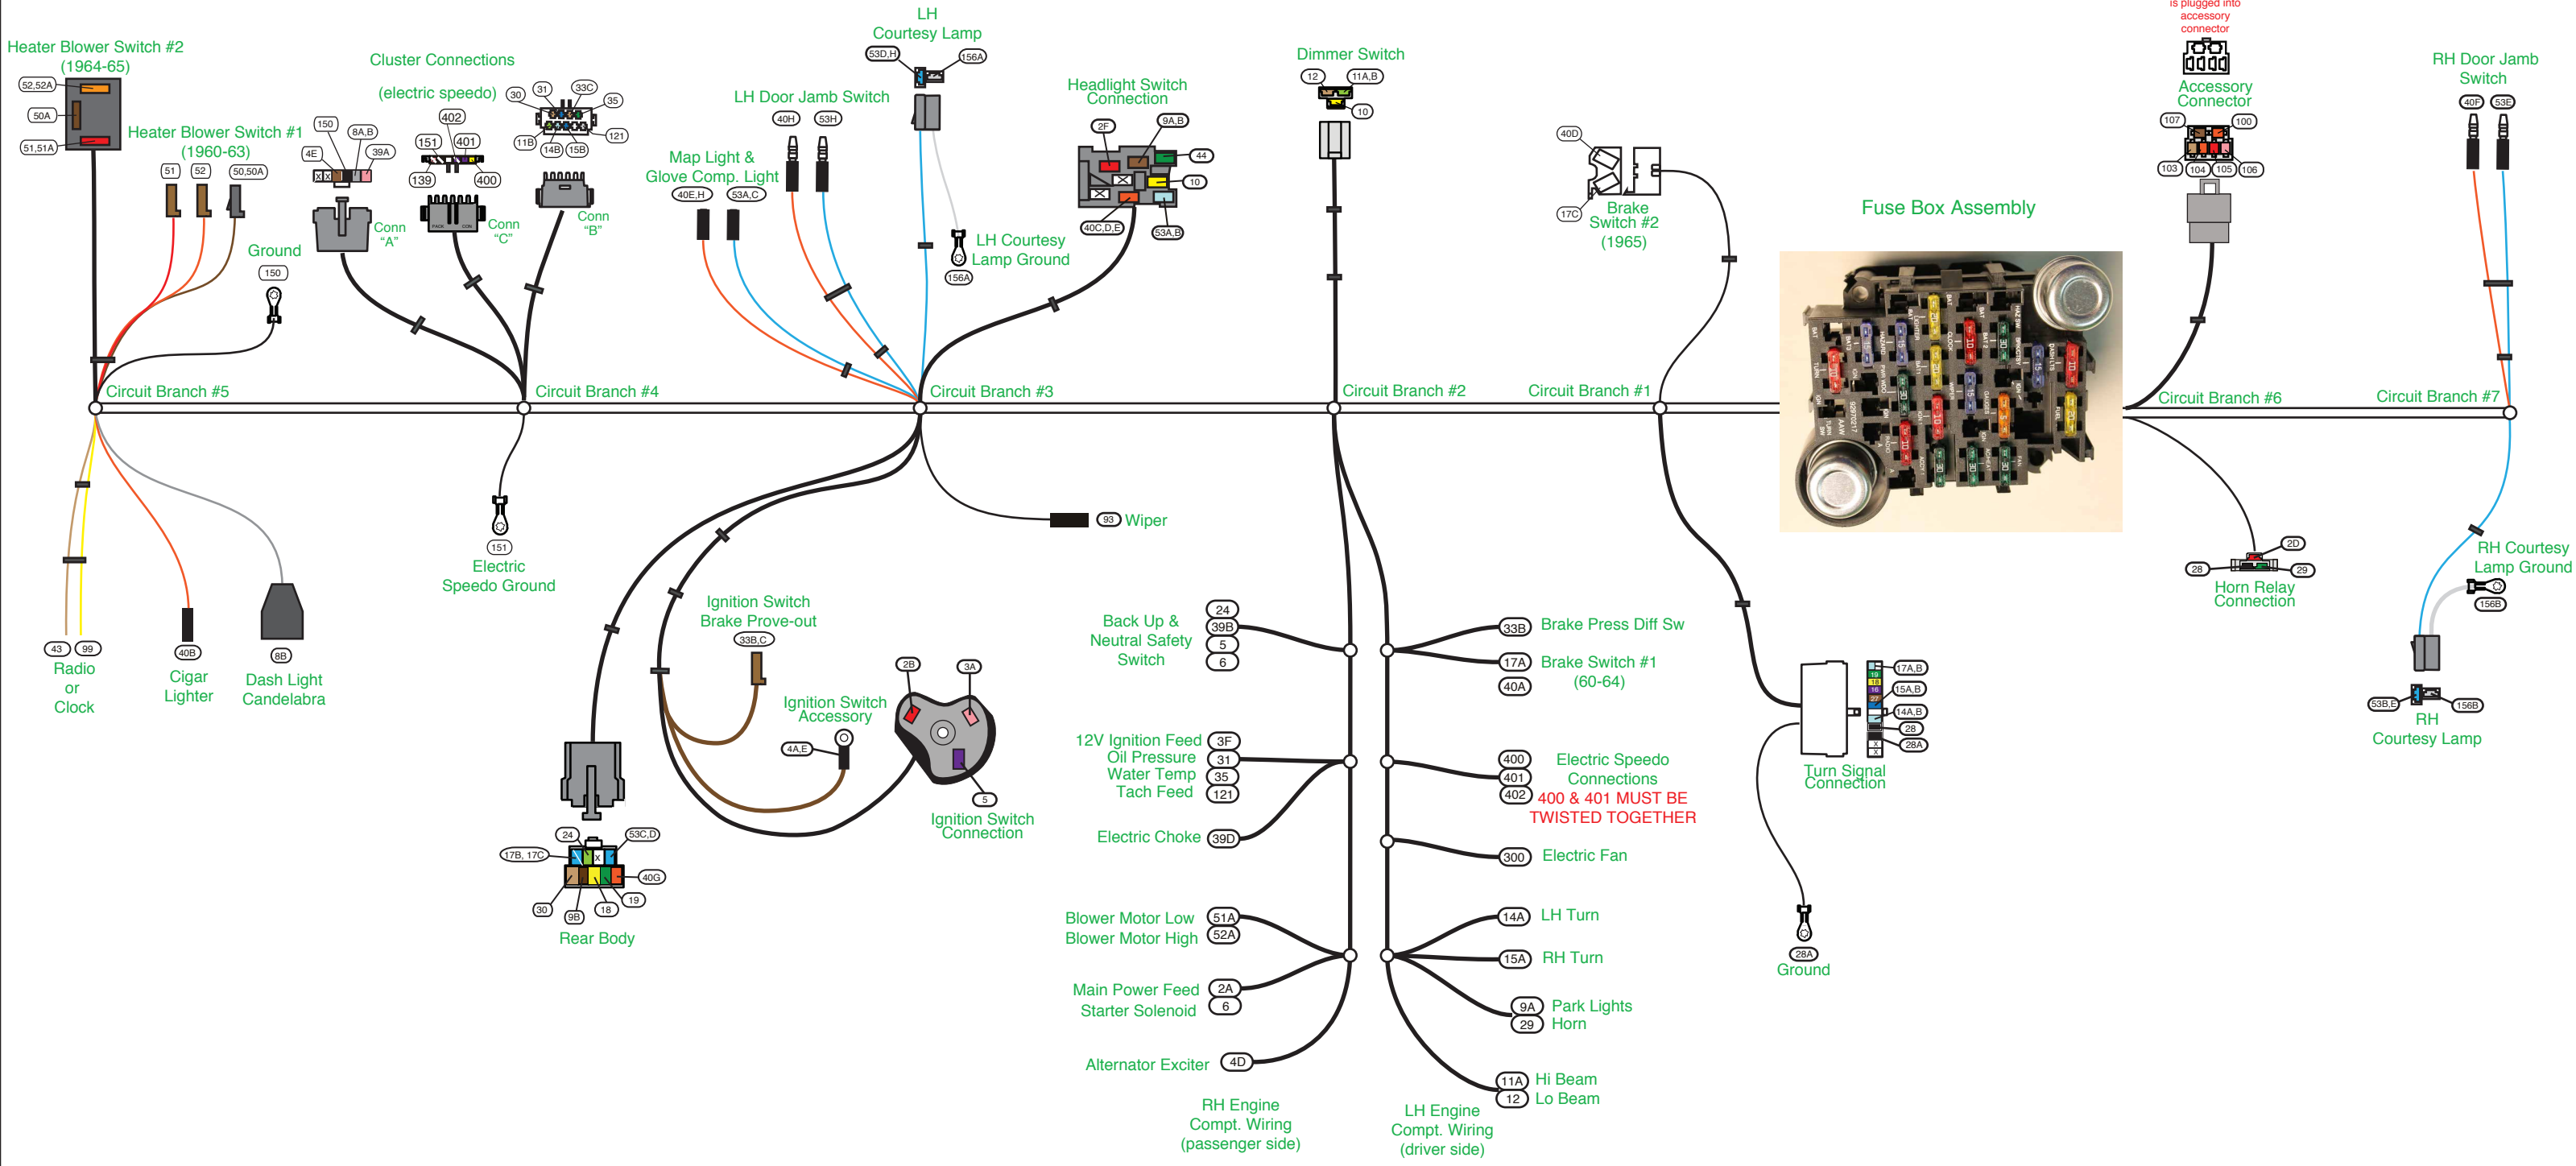 Heater Blower Switch #2
(1964-65)
52,52A
50A
51,51A
Heater Blower Switch #1
(1960-63)
51
52
50,50A
Ground
150
Cluster Connections
(electric speedo)
150
8A,B
4E
39A
X
X
Conn
"A"
402
151
401
139
400
PACK
CON
Conn
"C"
30
31
33C
35
11B
14B
15B
121
Conn
"B"
LH
Courtesy Lamp
53D,H
156A
LH Door Jamb Switch
40H
53H
Map Light &
Glove Comp. Light
40E,H
53A,C
LH Courtesy
Lamp Ground
156A
Headlight Switch
Connection
2F
9A,B
44
10
40C,D,E
53A,B
X
X
Dimmer Switch
12
11A,B
10
40D
17C
Brake
Switch #2
(1965)
Fuse Box Assembly
is plugged into
accessory
connector
Accessory
Connector
107
100
103
104
105
106
RH Door Jamb
Switch
40F
53E
Circuit Branch #5
Circuit Branch #4
Circuit Branch #3
Circuit Branch #2
Circuit Branch #1
Circuit Branch #6
Circuit Branch #7
43
99
Radio
or
Clock
40B
Cigar
Lighter
8B
Dash Light
Candelabra
151
Electric
Speedo Ground
93
Wiper
Ignition Switch
Brake Prove-out
33B,C
Ignition Switch
Accessory
4A,E
2B
3A
5
Ignition Switch
Connection
24
53C,D
17B, 17C
X
40G
30
9B
18
19
Rear Body
Back Up &
Neutral Safety
Switch
24
39B
5
6
12V Ignition Feed
3F
Oil Pressure
31
Water Temp
35
Tach Feed
121
Electric Choke
39D
Blower Motor Low
51A
Blower Motor High
52A
Main Power Feed
2A
Starter Solenoid
6
Alternator Exciter
4D
RH Engine
Compt. Wiring
(passenger side)
33B
Brake Press Diff Sw
17A
40A
Brake Switch #1
(60-64)
400
401
402
Electric Speedo
Connections
400 & 401 MUST BE
TWISTED TOGETHER
300
Electric Fan
14A
LH Turn
15A
RH Turn
9A
Park Lights
29
Horn
11A
Hi Beam
12
Lo Beam
LH Engine
Compt. Wiring
(driver side)
17A,B
19
18
16
27
15A,B
14A,B
28
28A
X
X
Turn Signal
Connection
28A
Ground
2D
28
29
Horn Relay
Connection
RH Courtesy
Lamp Ground
156B
53B,E
156B
RH
Courtesy Lamp